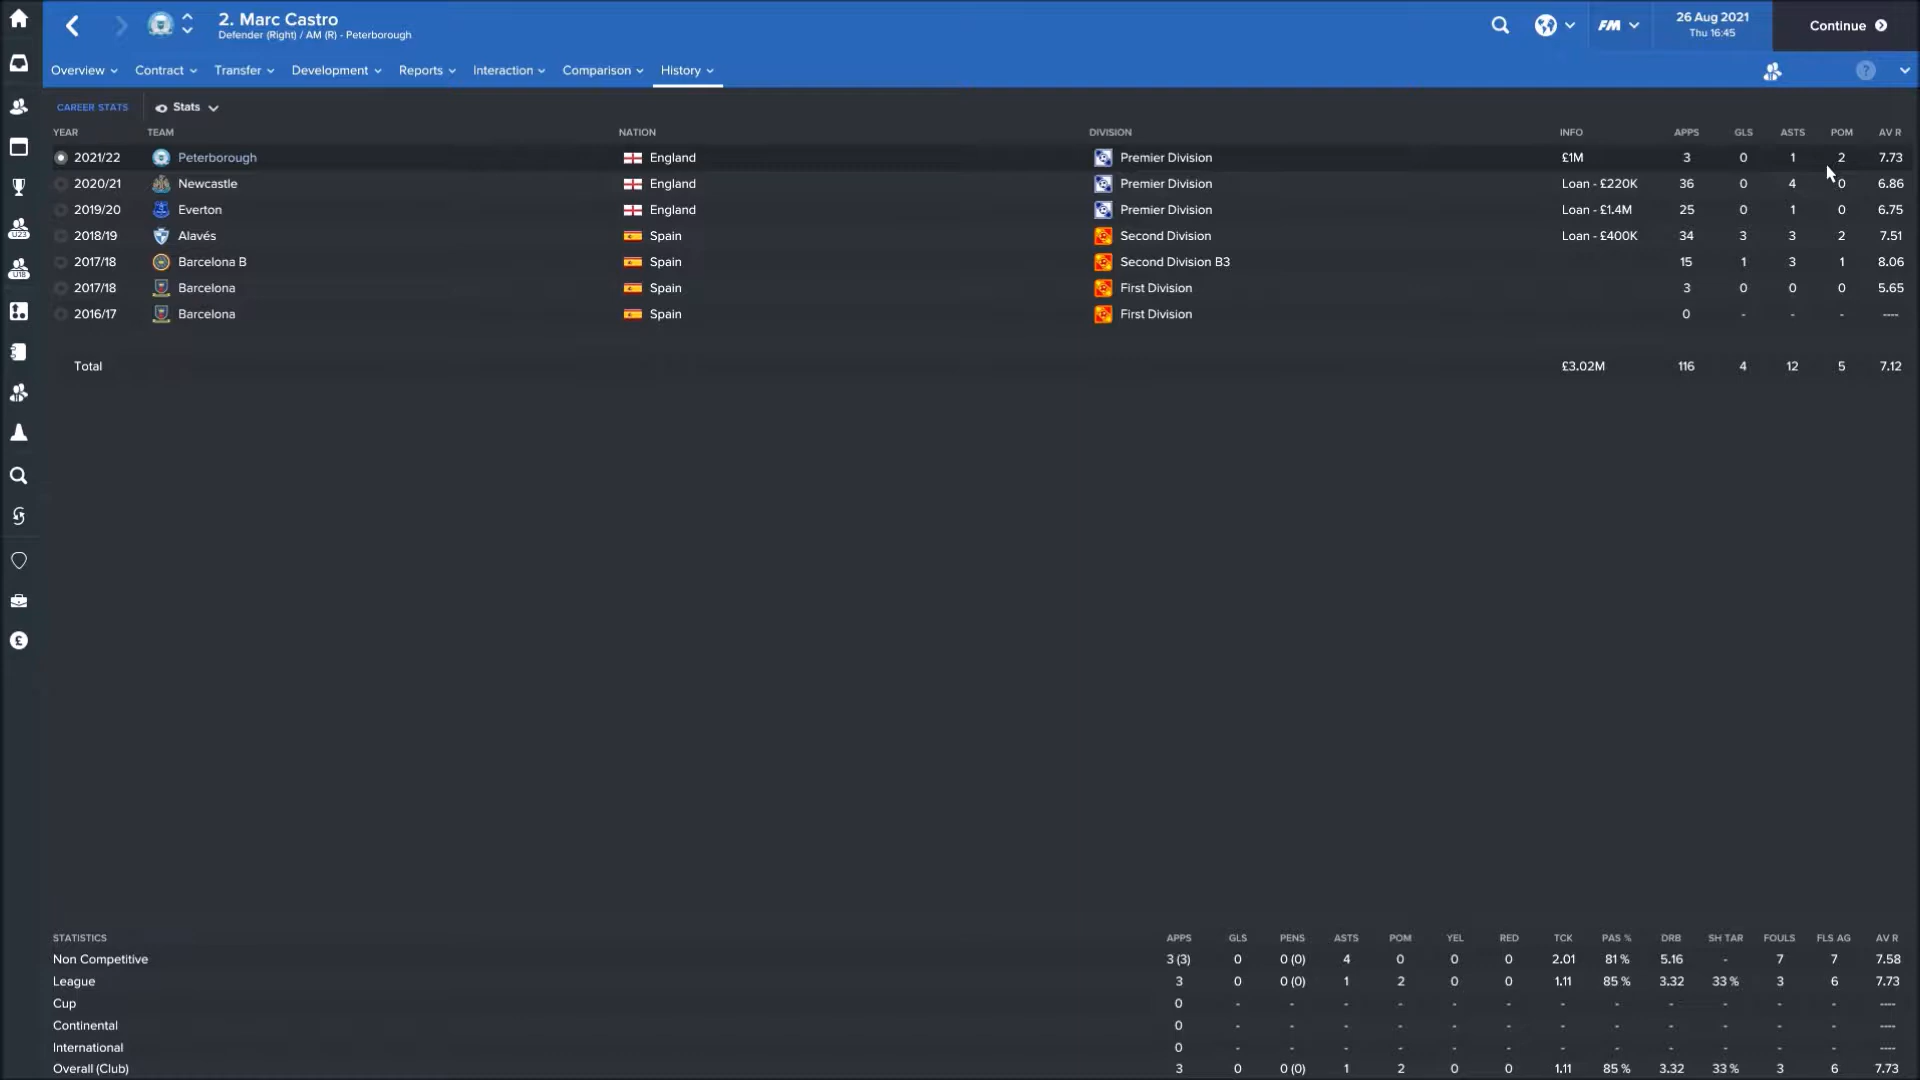 2. Marc Castro
Defender (Right) / AM (R) - Peterborough
FM
26 Aug 2021
Thu 16:45
Continue
Overview Contract Transfer Development Reports Interaction Comparison History ?
CAREER STATS Stats
YEAR TEAM NATION DIVISION INFO APPS GLS ASTS POM AV R
2021/22 Peterborough England Premier Division £1M 3 0 1 2 7.73
2020/21 Newcastle England Premier Division Loan - £220K 36 0 4 0 6.86
2019/20 Everton England Premier Division Loan - £1.4M 25 0 1 0 6.75
2018/19 Alavés Spain Second Division Loan - £400K 34 3 3 2 7.51
2017/18 Barcelona B Spain Second Division B3 15 1 3 1 8.06
2017/18 Barcelona Spain First Division 3 0 0 0 5.65
2016/17 Barcelona Spain First Division 0 - - - ----
Total £3.02M 116 4 12 5 7.12
U23
U18
£
STATISTICS APPS GLS PENS ASTS POM YEL RED TCK PAS % DRB SH TAR FOULS FLS AG AV R
Non Competitive 3 (3) 0 0 (0) 4 0 0 0 2.01 81 % 5.16 - 7 7 7.58
League 3 0 0 (0) 1 2 0 0 1.11 85 % 3.32 33 % 3 6 7.73
Cup 0 - - - - - - - - - - - - ----
Continental 0 - - - - - - - - - - - - ----
International 0 - - - - - - - - - - - - ----
Overall (Club) 3 0 0 (0) 1 2 0 0 1.11 85 % 3.32 33 % 3 6 7.73